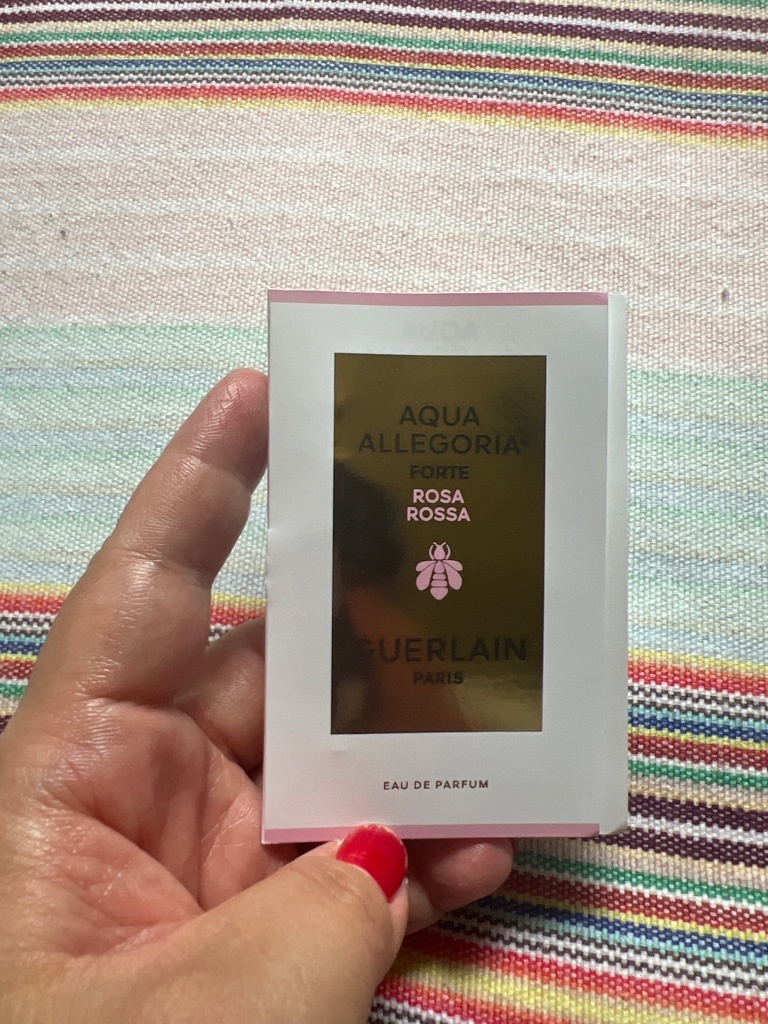 AQUA
ALLEGORIA
FORTE
ROSA
ROSSA
GUERLAIN
PARIS
EAU DE PARFUM